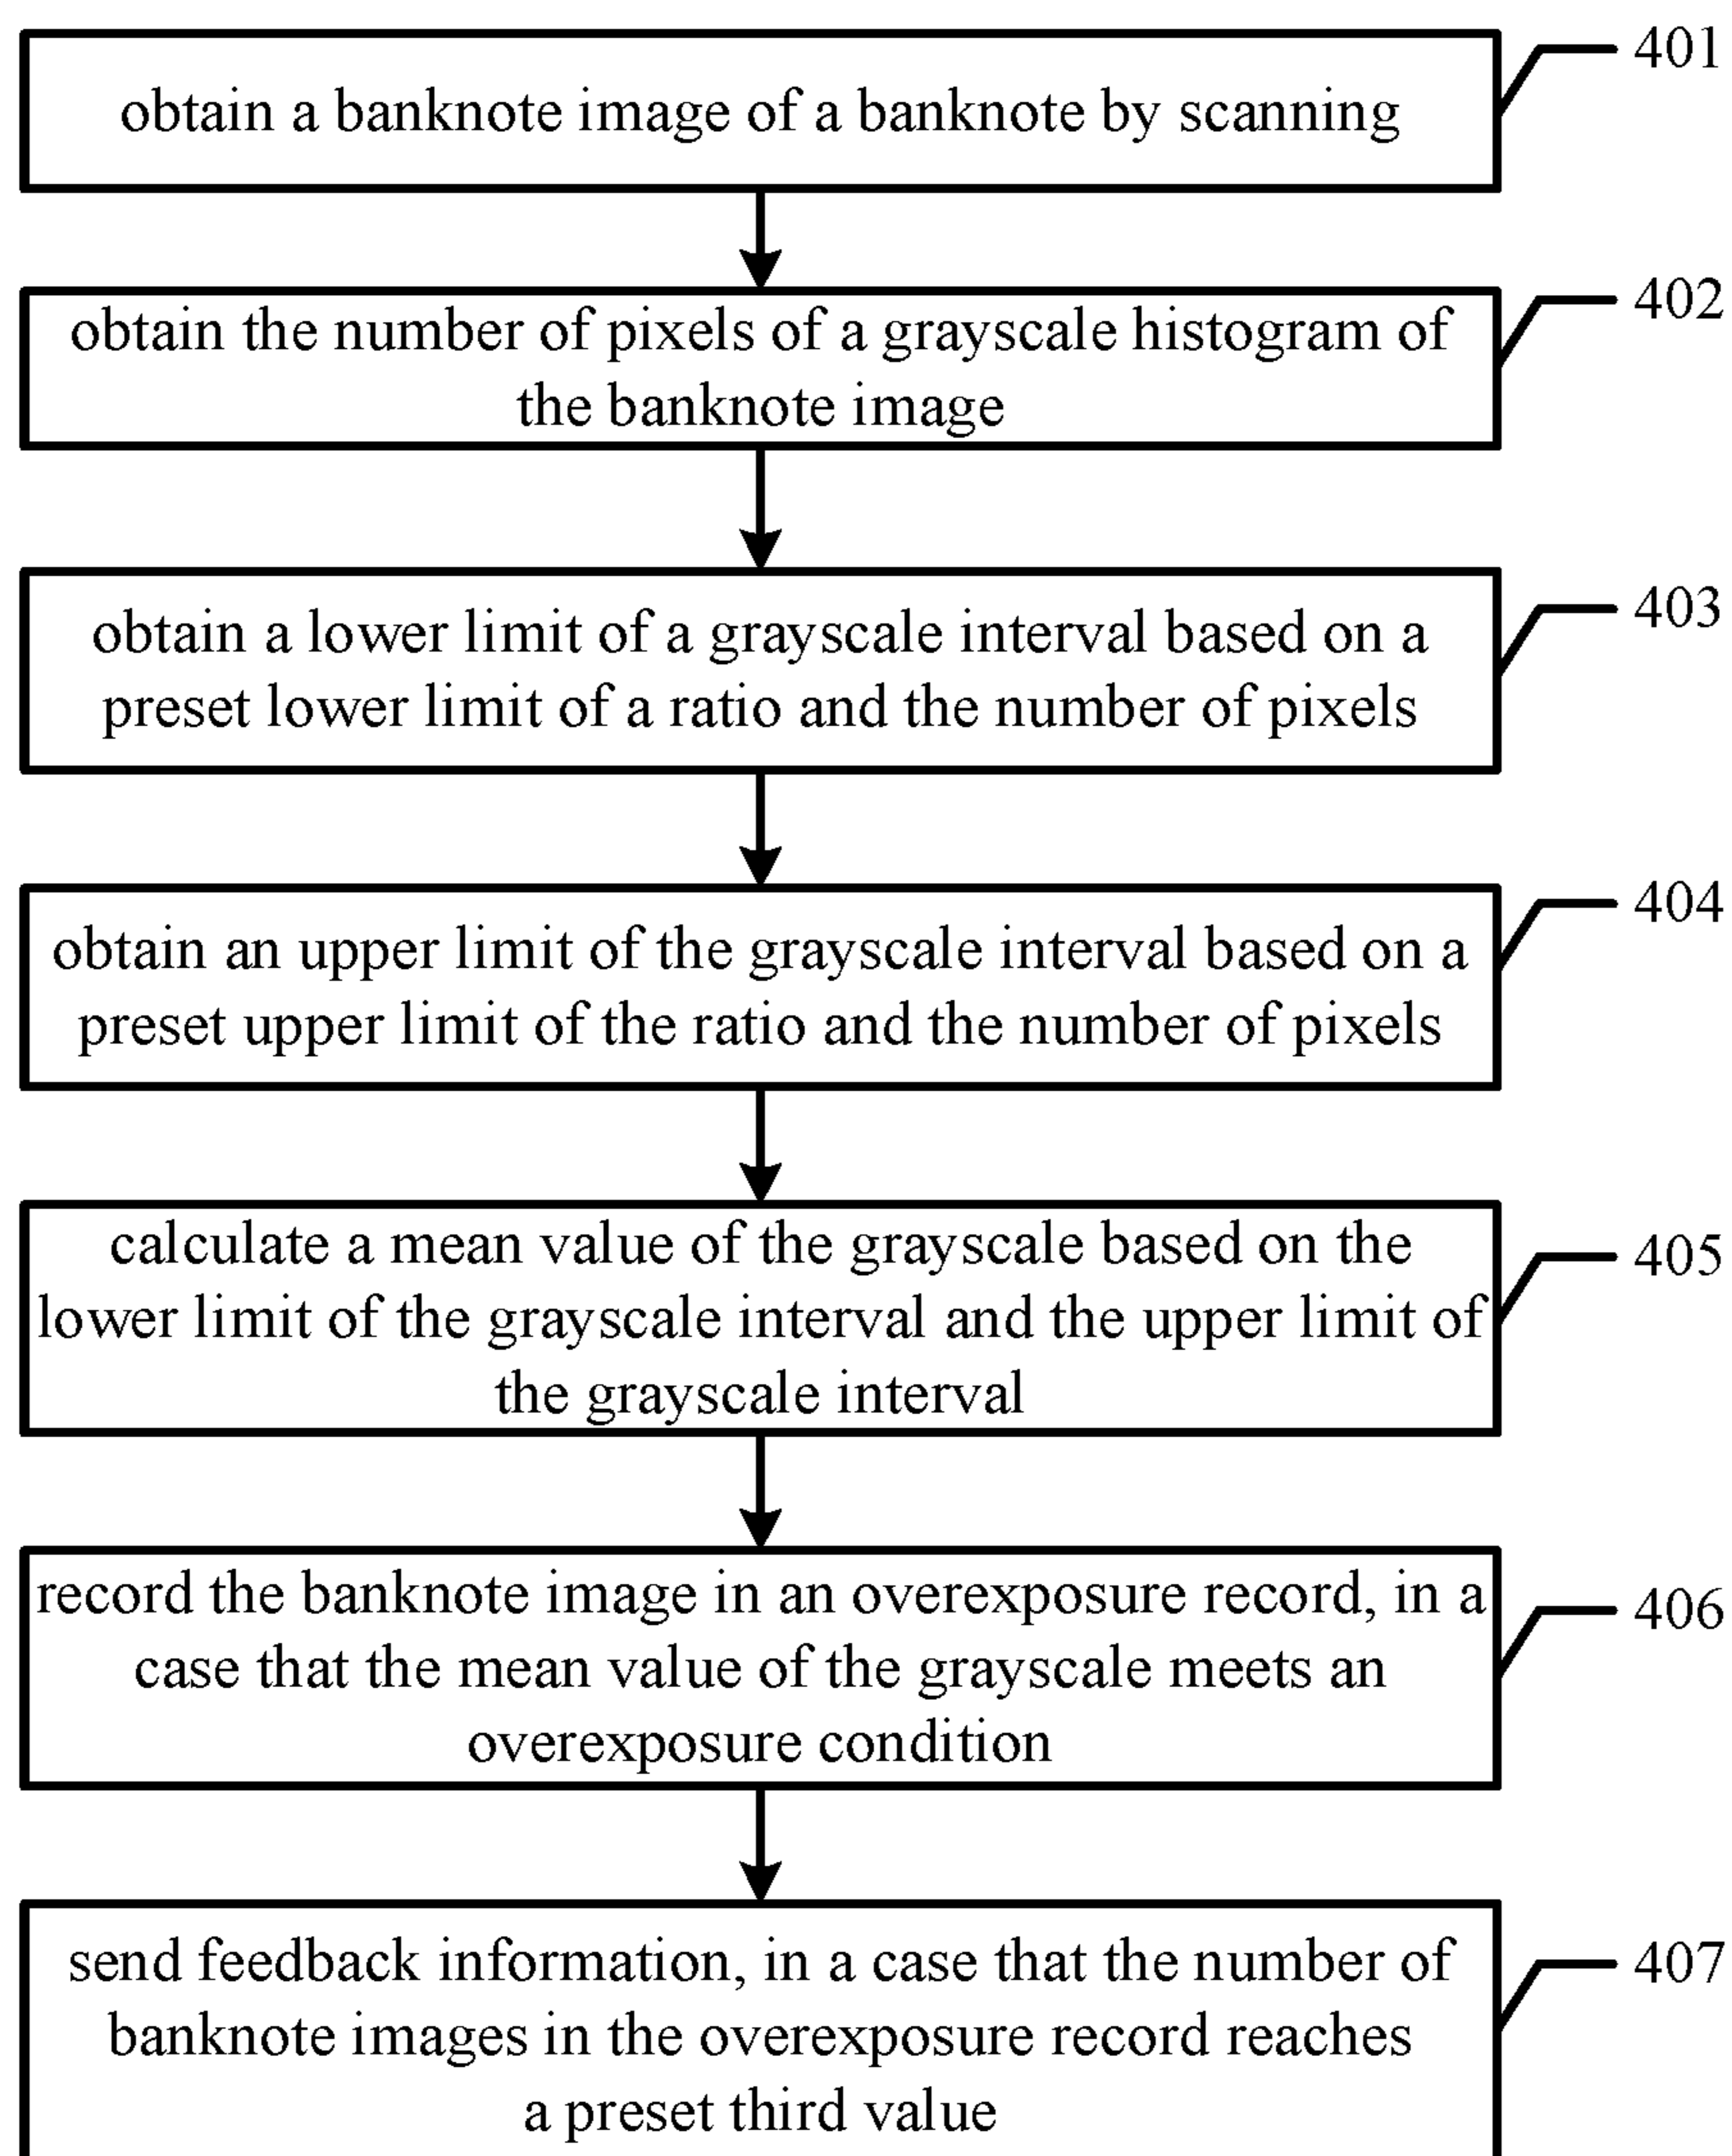 401
obtain a banknote image of a banknote by scanning
402
obtain the number of pixels of a grayscale histogram of
the banknote image
403
obtain a lower limit of a grayscale interval based on a
preset lower limit of a ratio and the number of pixels
404
obtain an upper limit of the grayscale interval based on a
preset upper limit of the ratio and the number of pixels
405
calculate a mean value of the grayscale based on the
lower limit of the grayscale interval and the upper limit of
the grayscale interval
406
record the banknote image in an overexposure record, in a
case that the mean value of the grayscale meets an
overexposure condition
407
send feedback information, in a case that the number of
banknote images in the overexposure record reaches
a preset third value